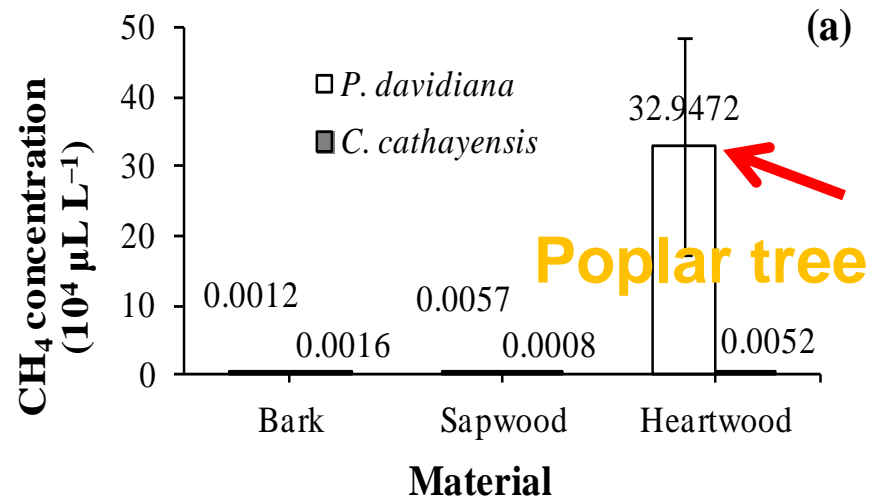 (a)
CH₄ concentration
(10⁴ μL L⁻¹)
50
40
30
20
10
0
P. davidiana
C. cathayensis
32.9472
Poplar tree
0.0012
0.0016
0.0057
0.0008
0.0052
Bark
Sapwood
Heartwood
Material